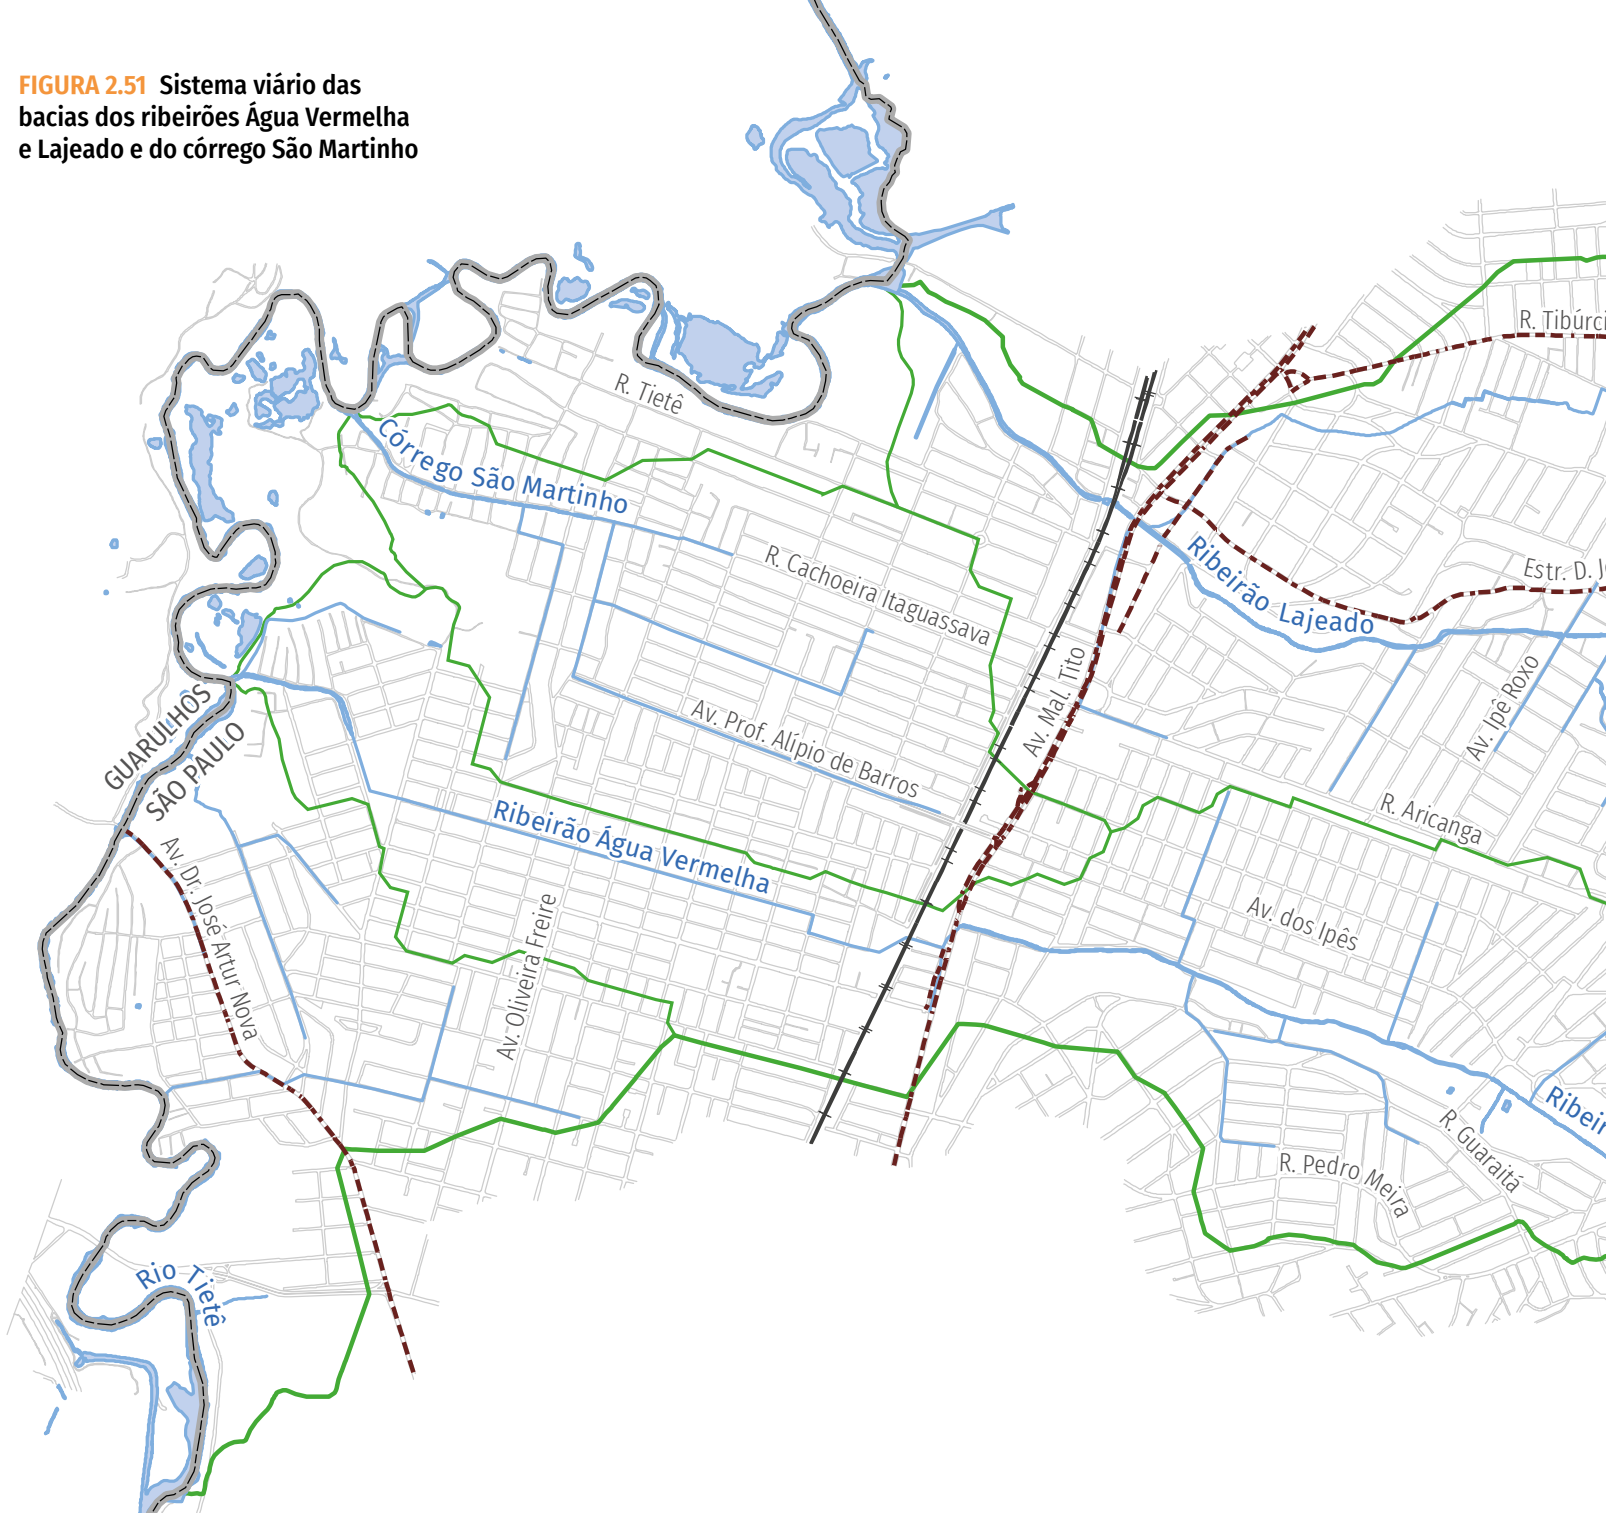 FIGURA 2.51 Sistema viário das
bacias dos ribeirões Água Vermelha
e Lajeado e do córrego São Martinho
R. Tibúrci
R. Tietê
Córrego São Martinho
R. Cachoeira Itaguassava
Ribeirão Lajeado
Estr. D. J
Av. Mal. Tito
Av. Ipê Roxo
GUARULHOS
SÃO PAULO
Av. Prof. Alípio de Barros
R. Aricanga
Ribeirão Água Vermelha
Av. Dr. José Artur Nova
Av. Oliveira Freire
Av. dos Ipês
Ribeir
R. Guaraitá
R. Pedro Meira
Rio Tietê